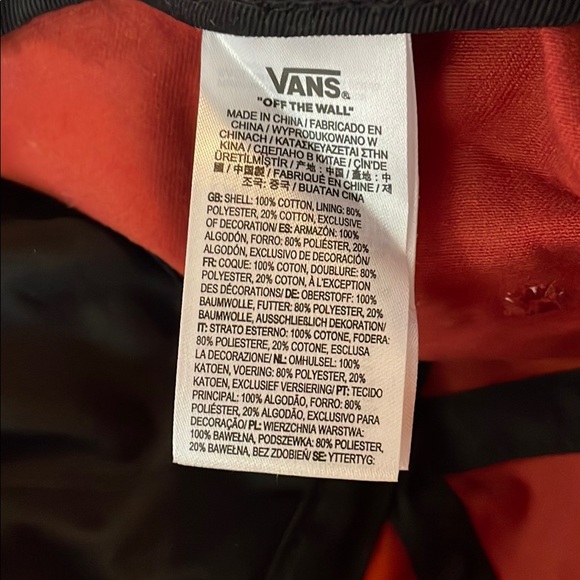 VANS®
"OFF THE WALL"
MADE IN CHINA / FABRICADO EN
CHINA / WYPRODUKOWANO W
CHINACH / ΚΑΤΑΣΚΕΥΑΖΕΤΑΙ ΣΤΗΝ
ΚΙΝΑ / СДЕЛАНО В КИТАЕ / ÇİN'DE
ÜRETİLMİŞTİR / 产地 : 中国 / 產地 : 中
國 / 中国製 / FABRIQUÉ EN CHINE / 제
조국: 중국 / BUATAN CINA
GB: SHELL: 100% COTTON, LINING: 80%
POLYESTER, 20% COTTON, EXCLUSIVE
OF DECORATION/ ES: ARMAZÓN: 100%
ALGODÓN, FORRO: 80% POLIÉSTER, 20%
ALGODÓN, EXCLUSIVO DE DECORACIÓN/
FR: COQUE: 100% COTON, DOUBLURE: 80%
POLYESTER, 20% COTON, À L'EXCEPTION
DES DÉCORATIONS/ DE: OBERSTOFF: 100%
BAUMWOLLE, FUTTER: 80% POLYESTER, 20%
BAUMWOLLE, AUSSCHLIEßLICH DEKORATION/
IT: STRATO ESTERNO: 100% COTONE, FODERA:
80% POLIESTERE, 20% COTONE, ESCLUSA
LA DECORAZIONE/ NL: OMHULSEL: 100%
KATOEN, VOERING: 80% POLYESTER, 20%
KATOEN, EXCLUSIEF VERSIERING/ PT: TECIDO
PRINCIPAL: 100% ALGODÃO, FORRO: 80%
POLIÉSTER, 20% ALGODÃO, EXCLUSIVO PARA
DECORAÇÃO/ PL: WIERZCHNIA WARSTWA:
100% BAWEŁNA, PODSZEWKA: 80% POLIESTER,
20% BAWEŁNA, BEZ ZDOBIEŃ/ SE: YTTERTYG: